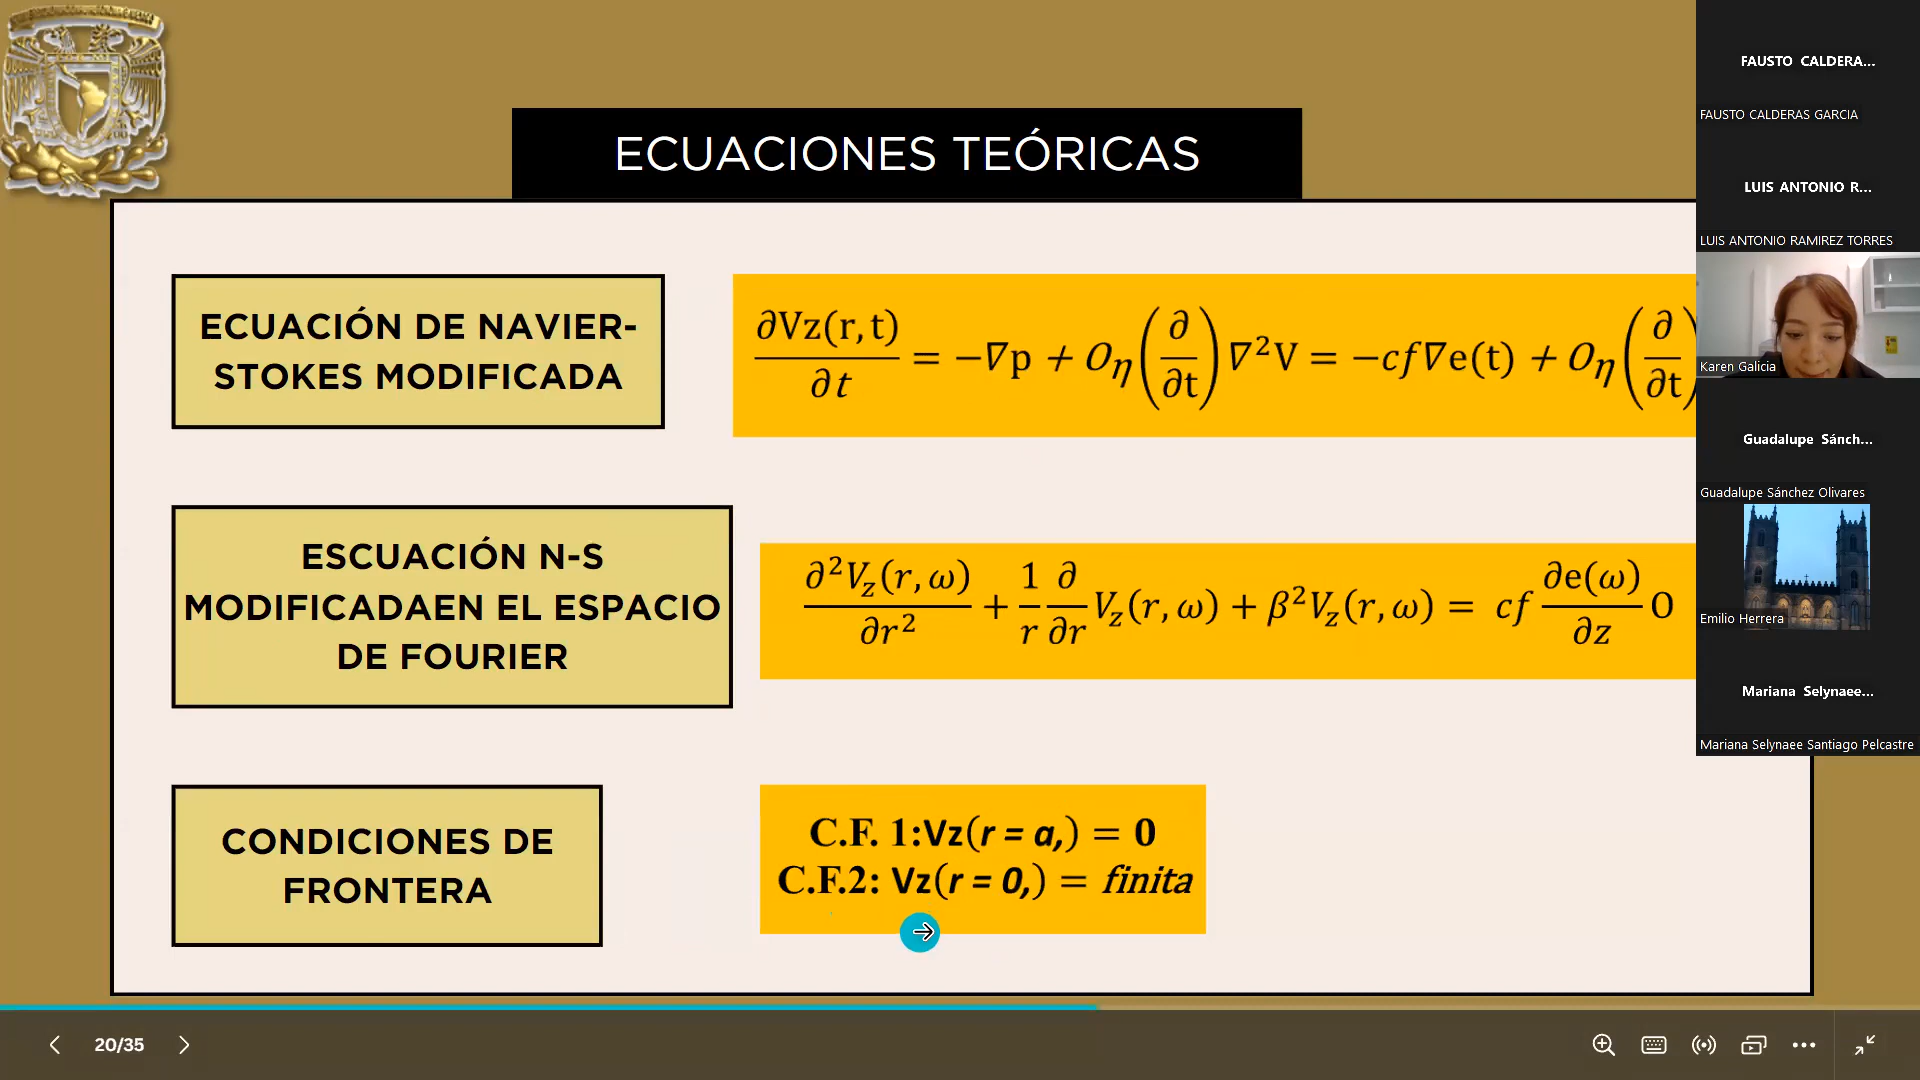 ECUACIONES TEÓRICAS
ECUACIÓN DE NAVIER-
STOKES MODIFICADA
∂Vz(r,t)/∂t = −∇p + Oη(∂/∂t)∇²V = −cf∇e(t) + Oη(∂/∂t)
ESCUACIÓN N-S
MODIFICADAEN EL ESPACIO
DE FOURIER
∂²Vz(r,ω)/∂r² + 1/r ∂/∂r Vz(r,ω) + β²Vz(r,ω) = cf ∂e(ω)/∂z O
CONDICIONES DE
FRONTERA
C.F. 1:Vz(r = a,) = 0
C.F.2: Vz(r = 0,) = finita
20/35
FAUSTO CALDERA...
FAUSTO CALDERAS GARCIA
LUIS ANTONIO R...
LUIS ANTONIO RAMIREZ TORRES
Karen Galicia
Guadalupe Sánch...
Guadalupe Sánchez Olivares
Emilio Herrera
Mariana Selynaee...
Mariana Selynaee Santiago Pelcastre